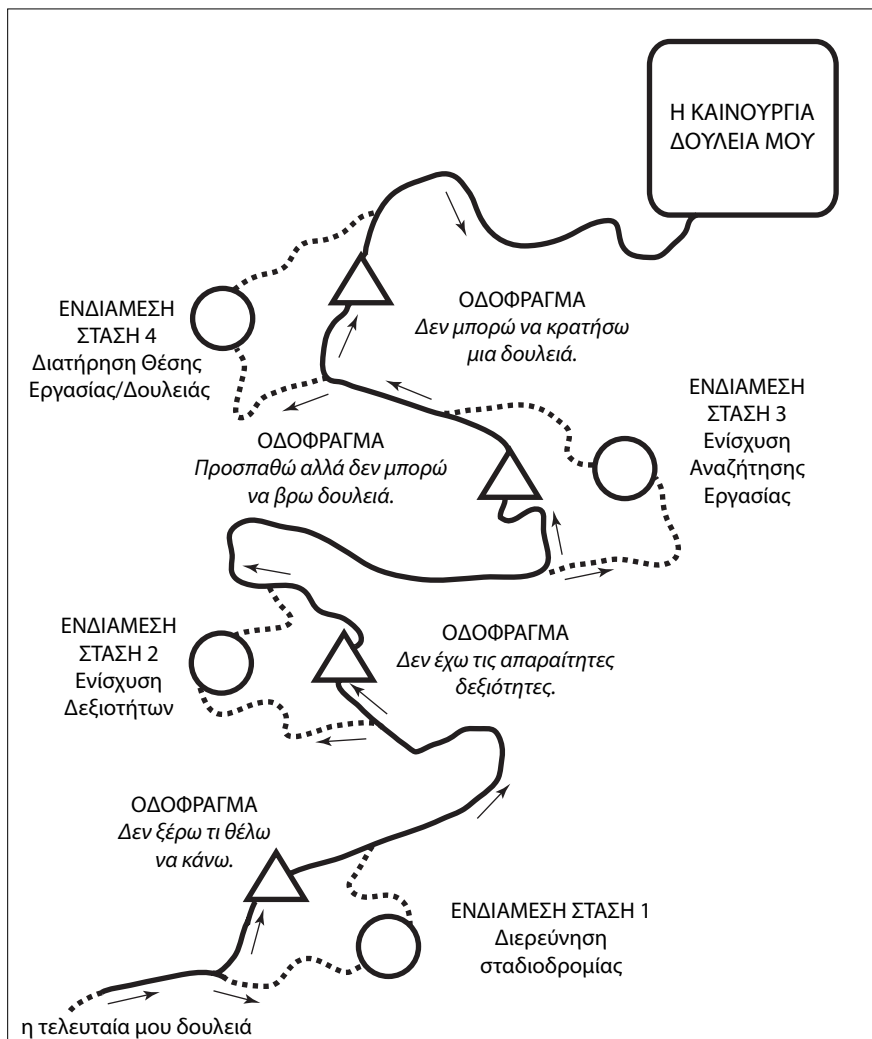 Η ΚΑΙΝΟΥΡΓΙΑ
ΔΟΥΛΕΙΑ ΜΟΥ
ΟΔΟΦΡΑΓΜΑ
Δεν μπορώ να κρατήσω
μια δουλειά.
ΕΝΔΙΑΜΕΣΗ
ΣΤΑΣΗ 4
Διατήρηση Θέσης
Εργασίας/Δουλειάς
ΕΝΔΙΑΜΕΣΗ
ΣΤΑΣΗ 3
Ενίσχυση
Αναζήτησης
Εργασίας
ΟΔΟΦΡΑΓΜΑ
Προσπαθώ αλλά δεν μπορώ
να βρω δουλειά.
ΕΝΔΙΑΜΕΣΗ
ΣΤΑΣΗ 2
Ενίσχυση
Δεξιοτήτων
ΟΔΟΦΡΑΓΜΑ
Δεν έχω τις απαραίτητες
δεξιότητες.
ΟΔΟΦΡΑΓΜΑ
Δεν ξέρω τι θέλω
να κάνω.
ΕΝΔΙΑΜΕΣΗ ΣΤΑΣΗ 1
Διερεύνηση
σταδιοδρομίας
η τελευταία μου δουλειά